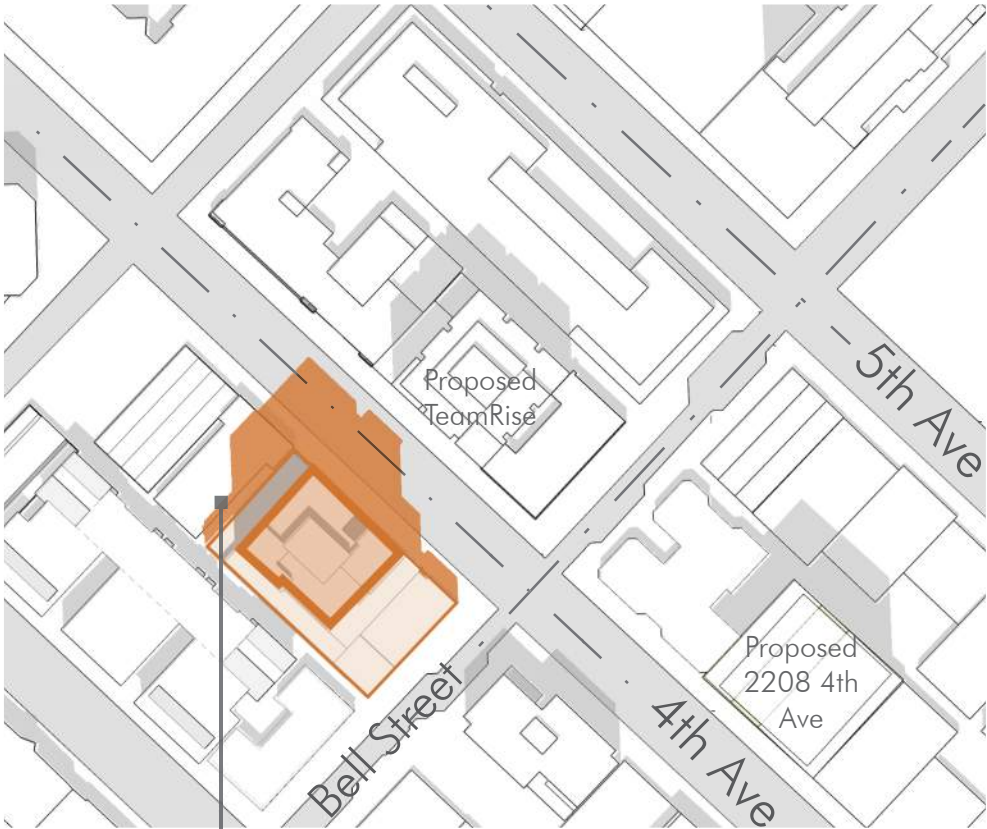 Proposed
TeamRise
5th Ave
Proposed
2208 4th
Ave
Bell Street
4th Ave